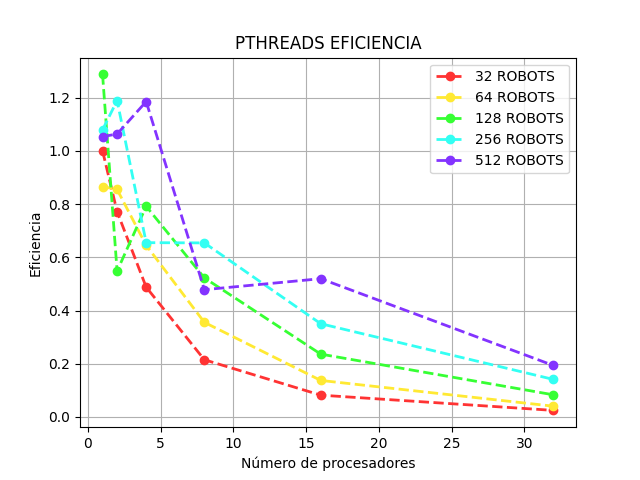 PTHREADS EFICIENCIA
32 ROBOTS
64 ROBOTS
128 ROBOTS
256 ROBOTS
512 ROBOTS
Eficiencia
1.2
1.0
0.8
0.6
0.4
0.2
0.0
0 5 10 15 20 25 30
Número de procesadores